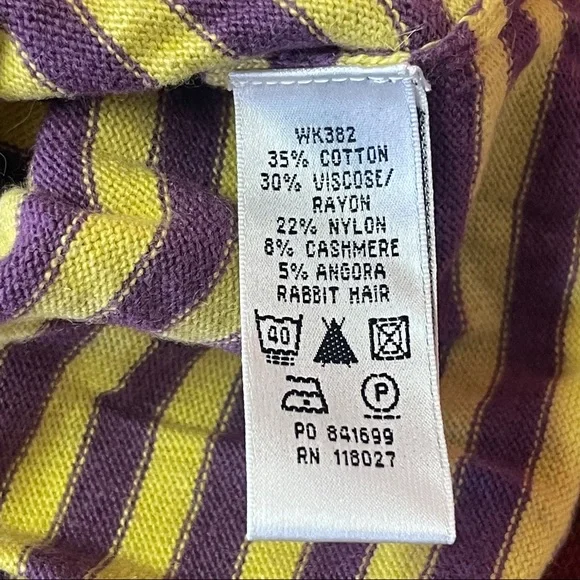 WK382
35% COTTON
30% VISCOSE/
RAYON
22% NYLON
8% CASHMERE
5% ANGORA
RABBIT HAIR
40
P
PO 841699
RN 118027